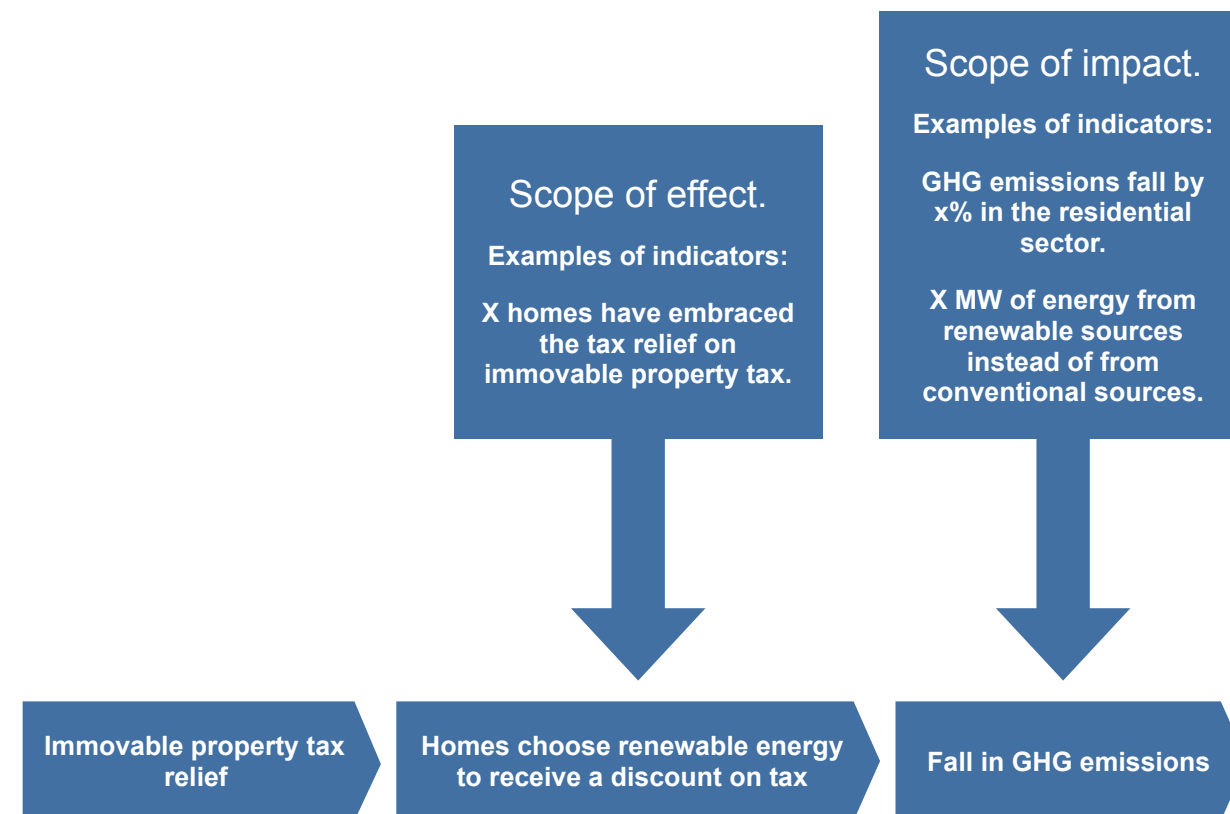 Scope of effect.
Examples of indicators:
X homes have embraced
the tax relief on
immovable property tax.
Scope of impact.
Examples of indicators:
GHG emissions fall by
x% in the residential
sector.
X MW of energy from
renewable sources
instead of from
conventional sources.
Immovable property tax
relief
Homes choose renewable energy
to receive a discount on tax
Fall in GHG emissions